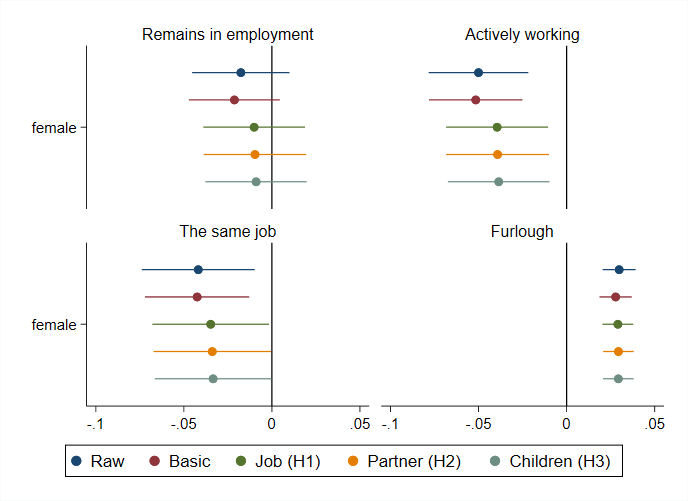 Remains in employment
Actively working
female
The same job
Furlough
female
-.1 -.05 0 .05 -.1 -.05 0 .05
Raw Basic Job (H1) Partner (H2) Children (H3)